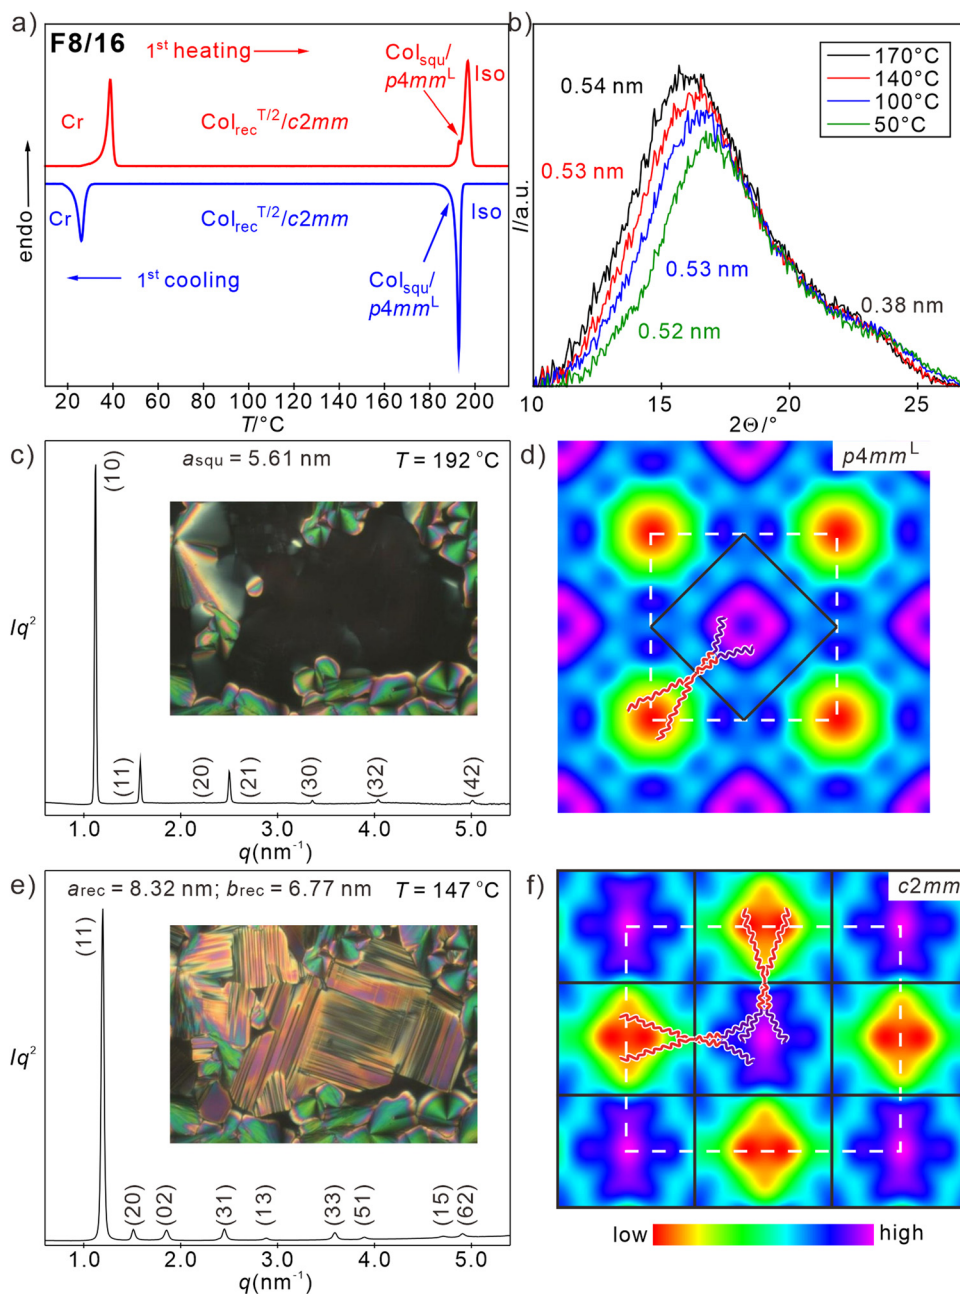 a)
F8/16
1st heating
Colsqu/
p4mmL
Iso
Cr
Colrec T/2/c2mm
endo
Cr
Colrec T/2/c2mm
Iso
1st cooling
Colsqu/
p4mmL
20 40 60 80 100 120 140 160 180 200
T/°C
b)
170°C
140°C
100°C
50°C
0.54 nm
0.53 nm
0.53 nm
0.52 nm
0.38 nm
I/a.u.
10 15 20 25
2Θ/°
c)
asqu = 5.61 nm
T = 192 °C
(10)
Iq2
(11) (20) (21) (30) (32) (42)
1.0 2.0 3.0 4.0 5.0
q(nm-1)
d)
p4mmL
e)
arec = 8.32 nm; brec = 6.77 nm
T = 147 °C
(11)
Iq2
(20) (02) (31) (13) (33) (51) (15) (62)
1.0 2.0 3.0 4.0 5.0
q(nm-1)
f)
c2mm
low
high